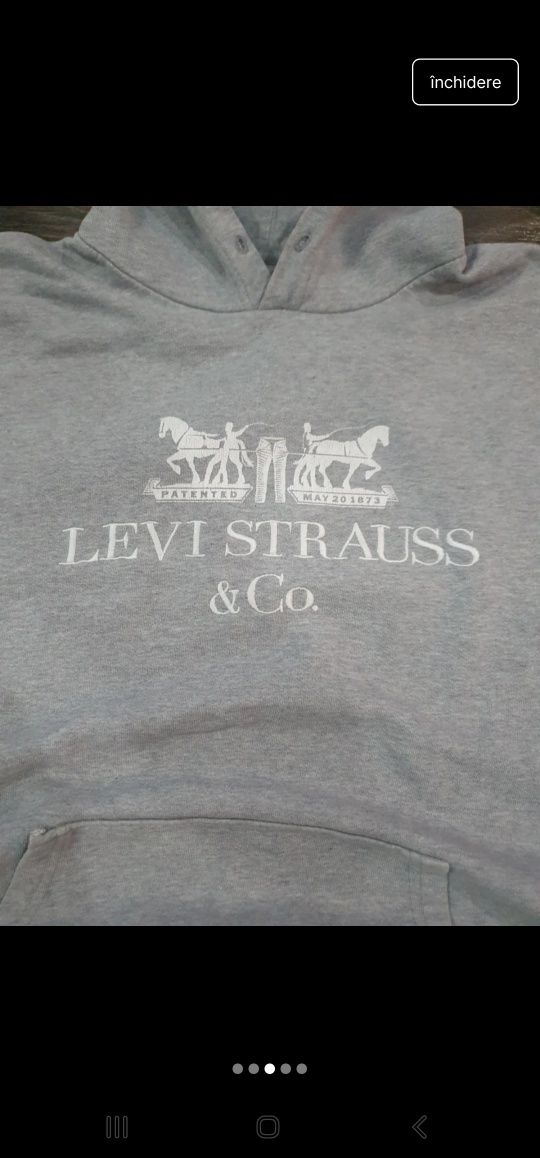 închidere
PATENTED
MAY 20 1873
LEVI STRAUSS
& Co.